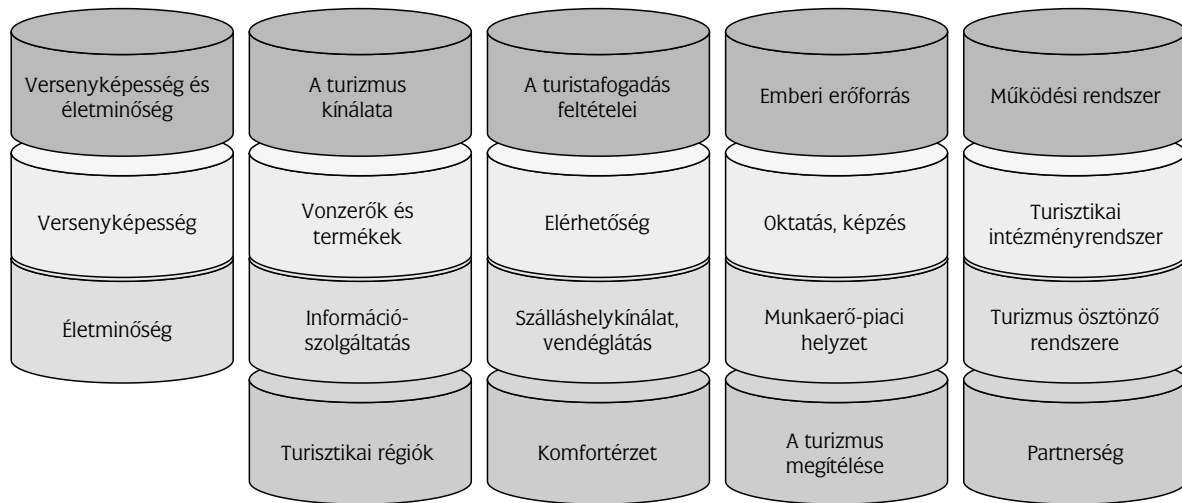 Versenyképesség és
életminőség
A turizmus
kínálata
A turistafogadás
feltételei
Emberi erőforrás
Működési rendszer
Versenyképesség
Vonzerők és
termékek
Elérhetőség
Oktatás, képzés
Turisztikai
intézményrendszer
Életminőség
Információ-
szolgáltatás
Szálláshelykínálat,
vendéglátás
Munkaerő-piaci
helyzet
Turizmus ösztönző
rendszere
Turisztikai régiók
Komfortérzet
A turizmus
megítélése
Partnerség